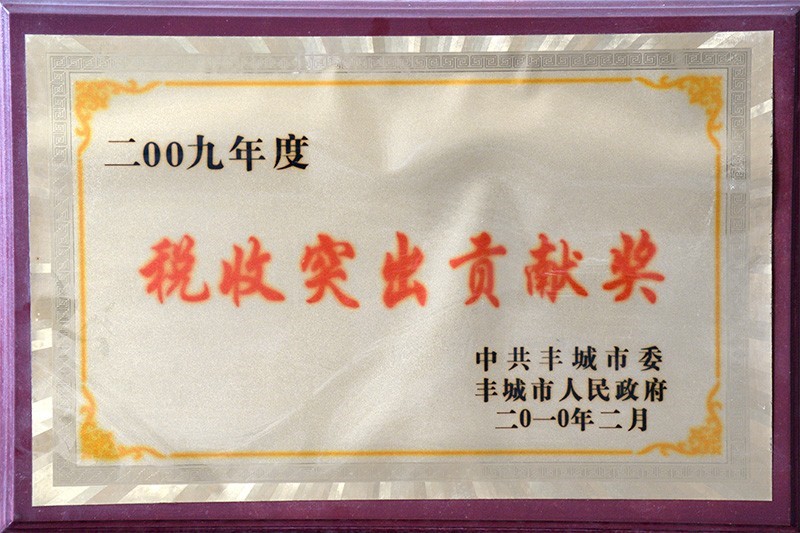 二00九年度
税收突出贡献奖
中共丰城市委
丰城市人民政府
二0一0年二月